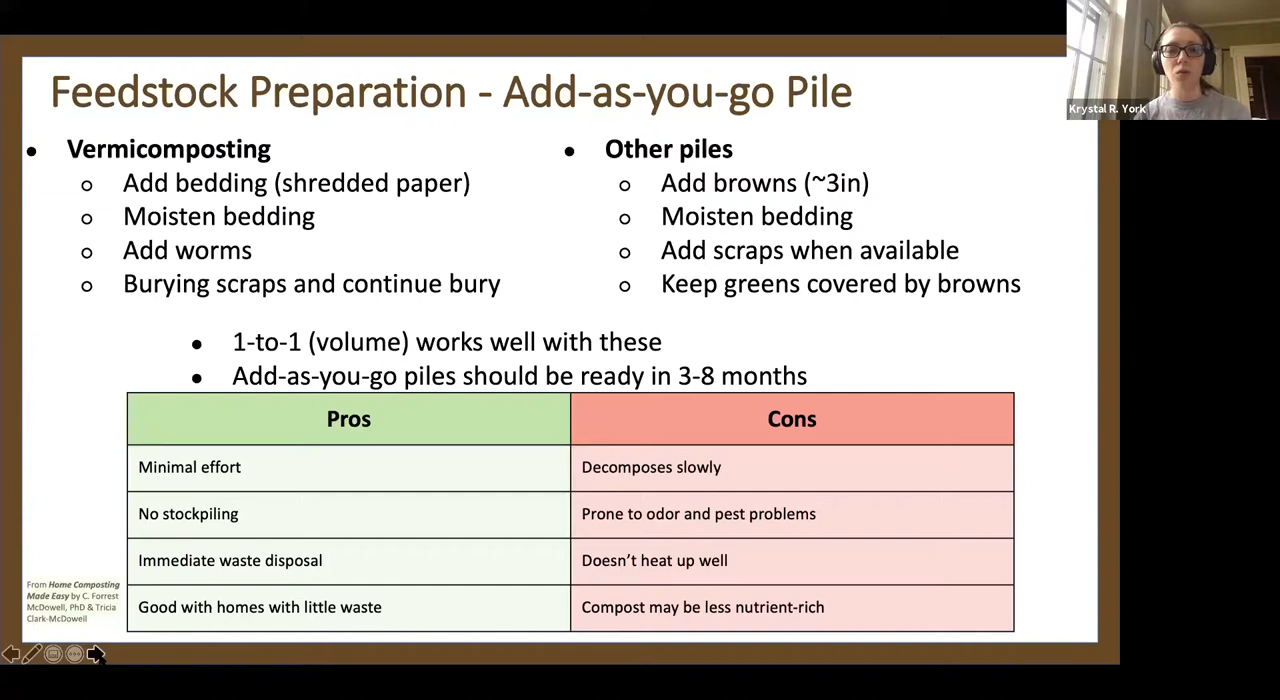 Feedstock Preparation - Add-as-you-go Pile
Krystal R. York
• Vermicomposting
o Add bedding (shredded paper)
o Moisten bedding
o Add worms
o Burying scraps and continue bury
• Other piles
o Add browns (~3in)
o Moisten bedding
o Add scraps when available
o Keep greens covered by browns
• 1-to-1 (volume) works well with these
• Add-as-you-go piles should be ready in 3-8 months
Pros Cons
Minimal effort Decomposes slowly
No stockpiling Prone to odor and pest problems
Immediate waste disposal Doesn’t heat up well
Good with homes with little waste Compost may be less nutrient-rich
From Home Composting
Made Easy by C. Forrest
McDowell, PhD & Tricia
Clark-McDowell